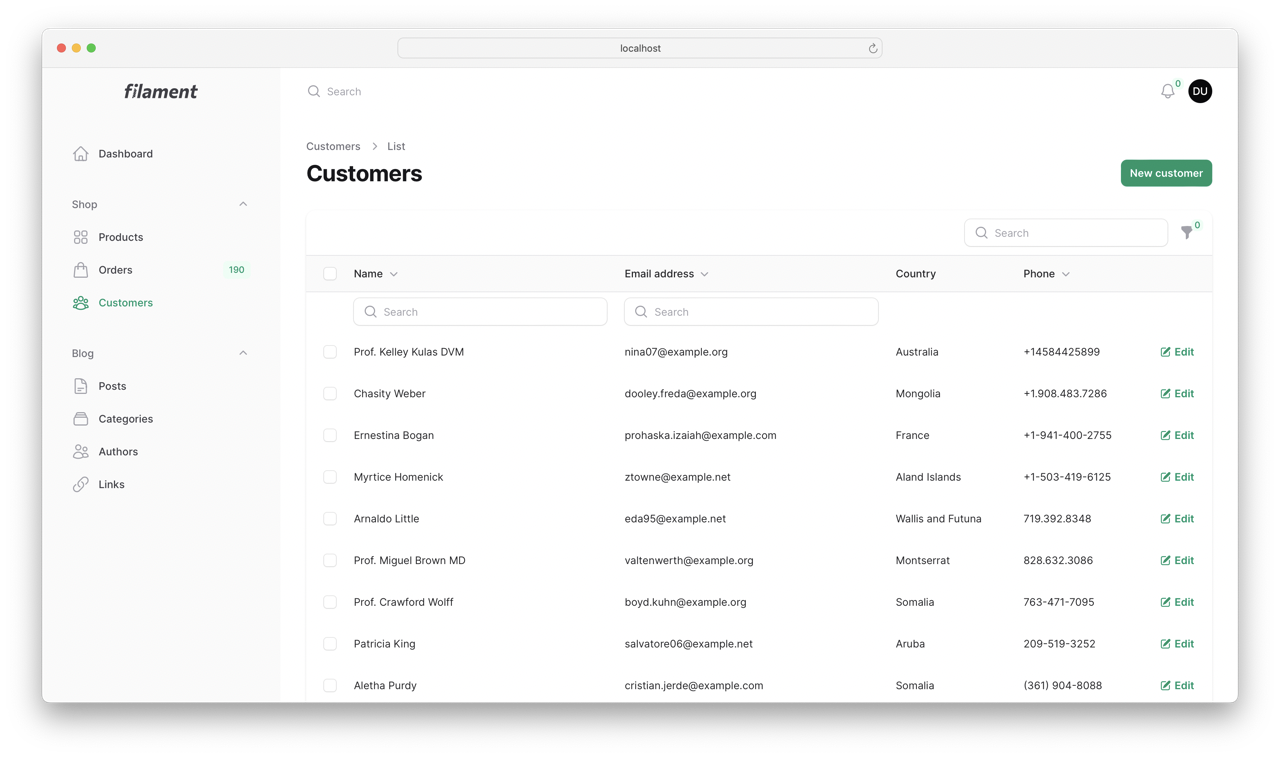 localhost
filament
Search
0
DU
Dashboard
Shop
Products
Orders 190
Customers
Blog
Posts
Categories
Authors
Links
Customers > List
Customers
New customer
Search
0
Name Email address Country Phone
Search Search
Prof. Kelley Kulas DVM nina07@example.org Australia +14584425899 Edit
Chasity Weber dooley.freda@example.org Mongolia +1.908.483.7286 Edit
Ernestina Bogan prohaska.izaiah@example.com France +1-941-400-2755 Edit
Myrtice Homenick ztowne@example.net Aland Islands +1-503-419-6125 Edit
Arnaldo Little eda95@example.net Wallis and Futuna 719.392.8348 Edit
Prof. Miguel Brown MD valtenwerth@example.org Montserrat 828.632.3086 Edit
Prof. Crawford Wolff boyd.kuhn@example.org Somalia 763-471-7095 Edit
Patricia King salvatore06@example.net Aruba 209-519-3252 Edit
Aletha Purdy cristian.jerde@example.com Somalia (361) 904-8088 Edit